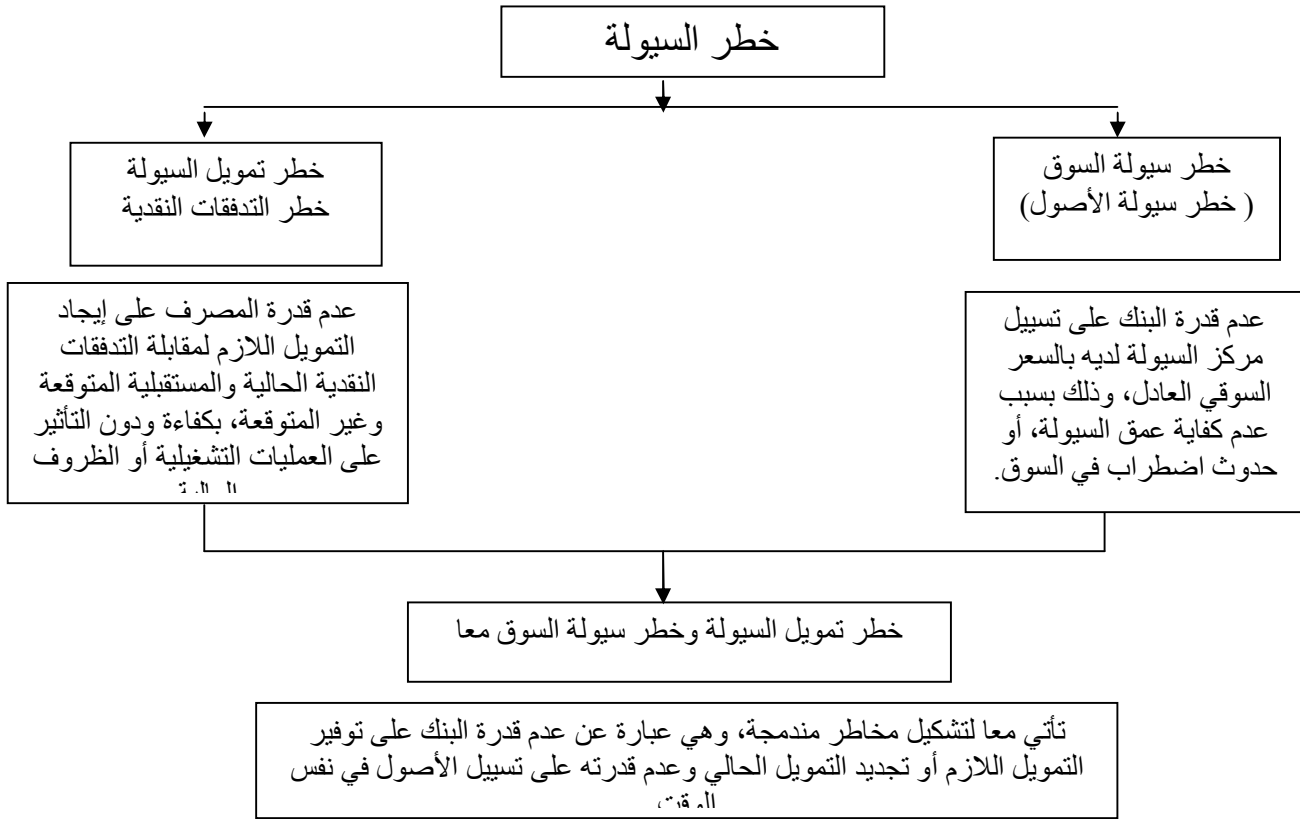 خطر السيولة
خطر سيولة السوق
( خطر سيولة الأصول)
خطر تمويل السيولة
خطر التدفقات النقدية
عدم قدرة البنك على تسييل
مركز السيولة لديه بالسعر
السوقي العادل، وذلك بسبب
عدم كفاية عمق السيولة، أو
حدوث اضطراب في السوق.
عدم قدرة المصرف على إيجاد
التمويل اللازم لمقابلة التدفقات
النقدية الحالية والمستقبلية المتوقعة
وغير المتوقعة، بكفاءة ودون التأثير
على العمليات التشغيلية أو الظروف
خطر تمويل السيولة وخطر سيولة السوق معا
تأتي معا لتشكيل مخاطر مندمجة، وهي عبارة عن عدم قدرة البنك على توفير
التمويل اللازم أو تجديد التمويل الحالي وعدم قدرته على تسييل الأصول في نفس
الوقت